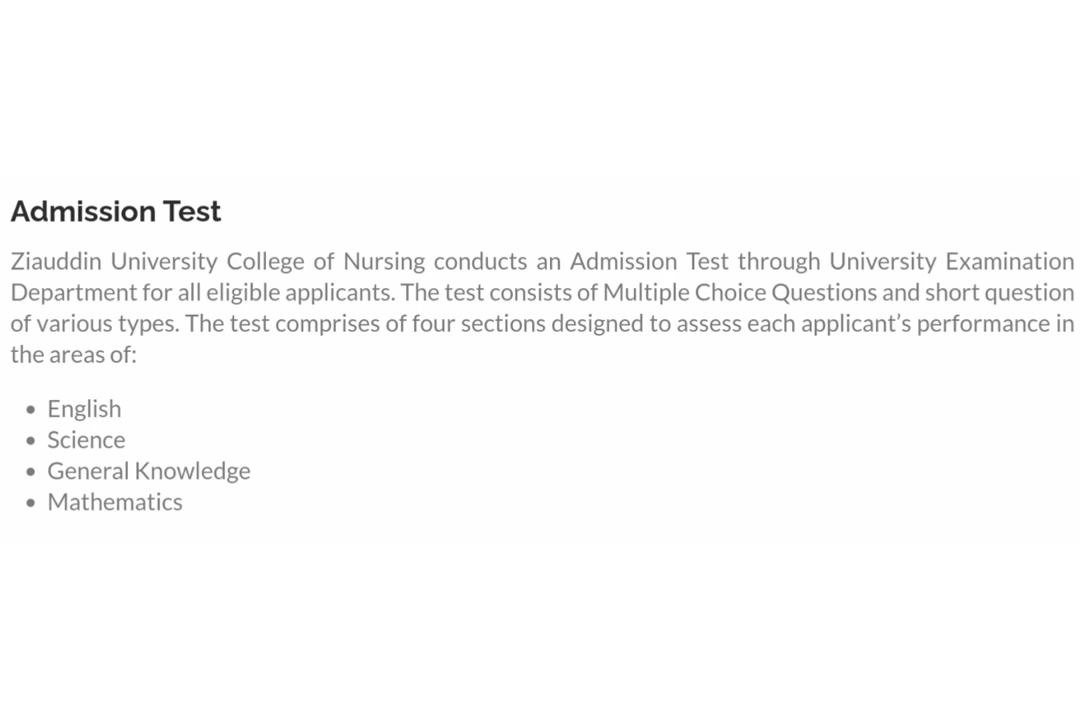 Admission Test
Ziauddin University College of Nursing conducts an Admission Test through University Examination
Department for all eligible applicants. The test consists of Multiple Choice Questions and short question
of various types. The test comprises of four sections designed to assess each applicant’s performance in
the areas of:
• English
• Science
• General Knowledge
• Mathematics